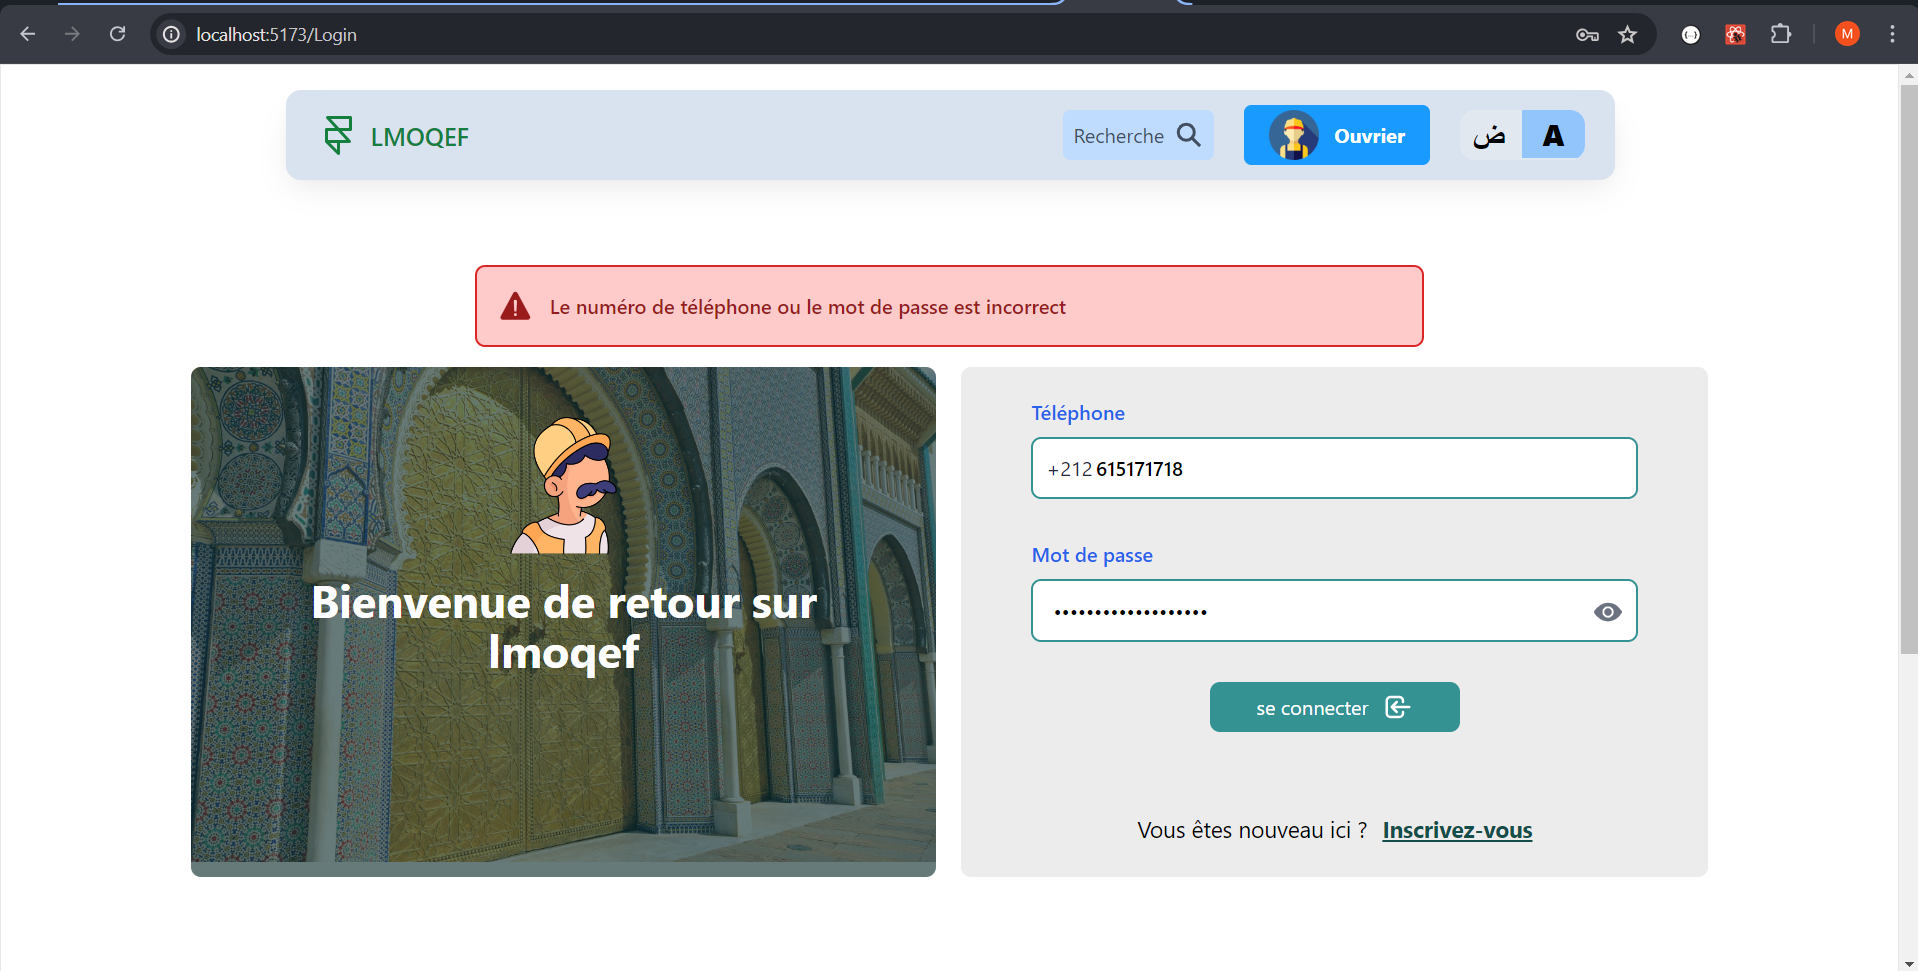 localhost:5173/Login
M
LMOQEF
Recherche
Ouvrier
ض
A
Le numéro de téléphone ou le mot de passe est incorrect
Bienvenue de retour sur
lmoqef
Téléphone
+212 615171718
Mot de passe
se connecter
Vous êtes nouveau ici ? Inscrivez-vous